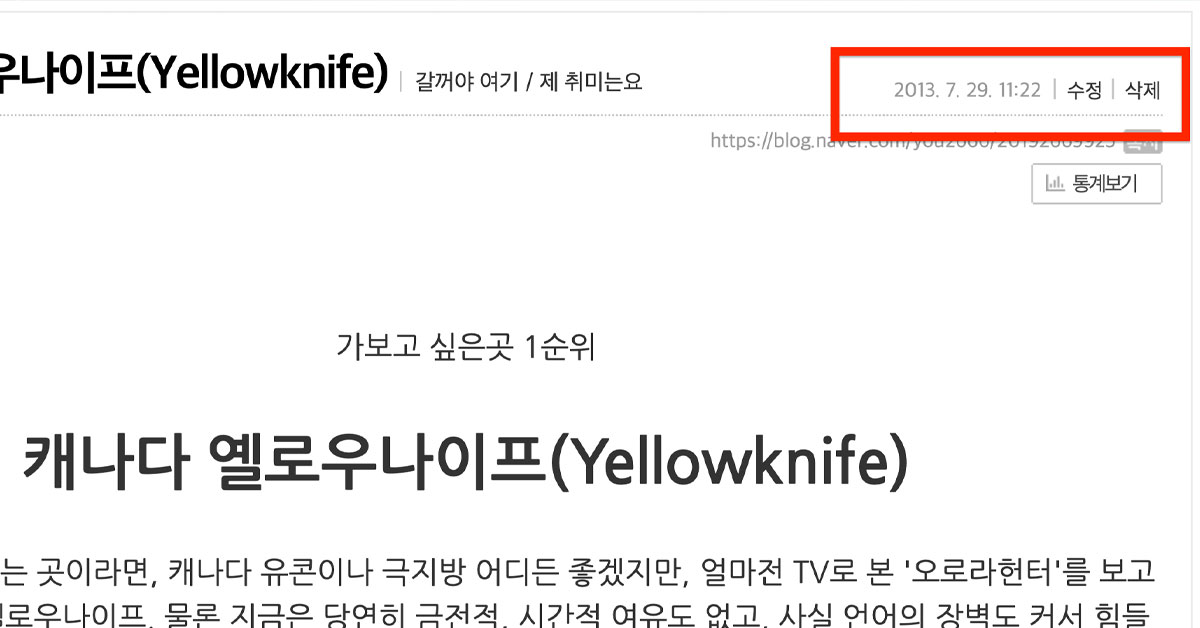 우나이프(Yellowknife) | 갈꺼야 여기 / 제 취미는요
2013. 7. 29. 11:22 | 수정 | 삭제
https://blog.naver.com/
통계보기
가보고 싶은곳 1순위
캐나다 옐로우나이프(Yellowknife)
는 곳이라면, 캐나다 유콘이나 극지방 어디든 좋겠지만, 얼마전 TV로 본 '오로라헌터'를 보고
로우나이프. 물론 지금은 당연히 금전적, 시간적 여유도 없고, 사실 언어의 장벽도 커서 힘들